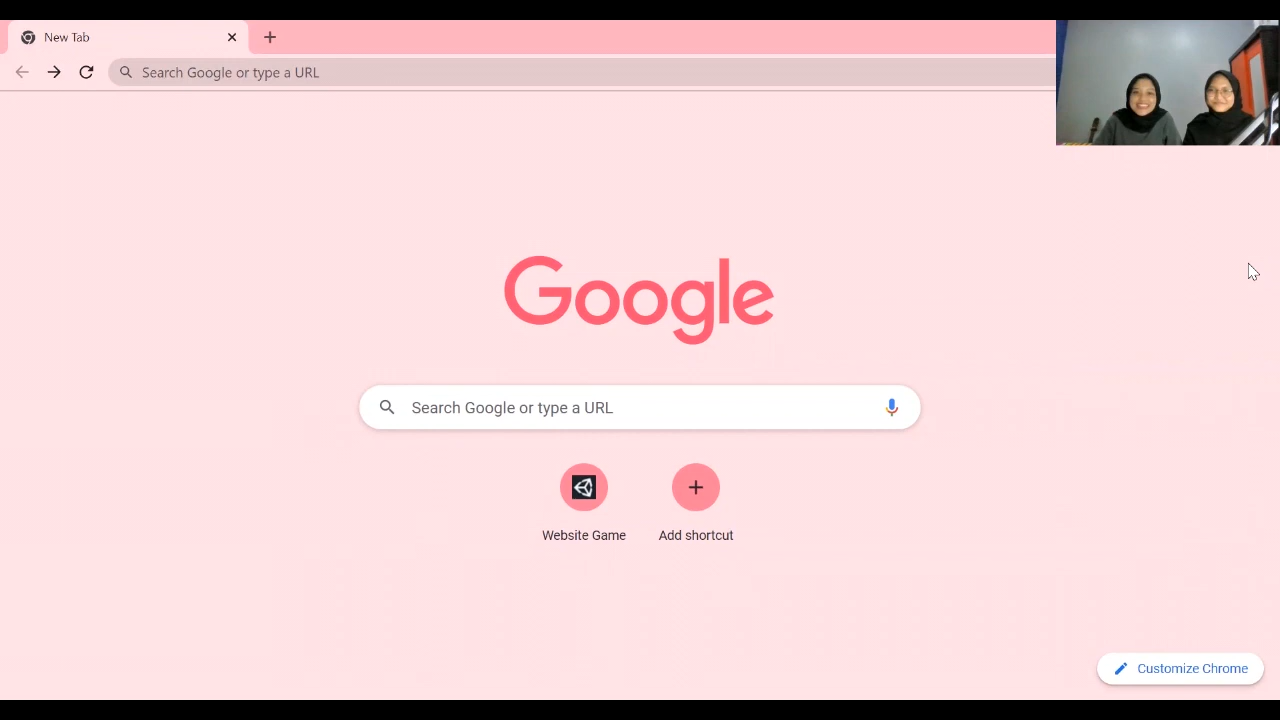 New Tab
Search Google or type a URL
Google
Search Google or type a URL
Website Game
Add shortcut
Customize Chrome